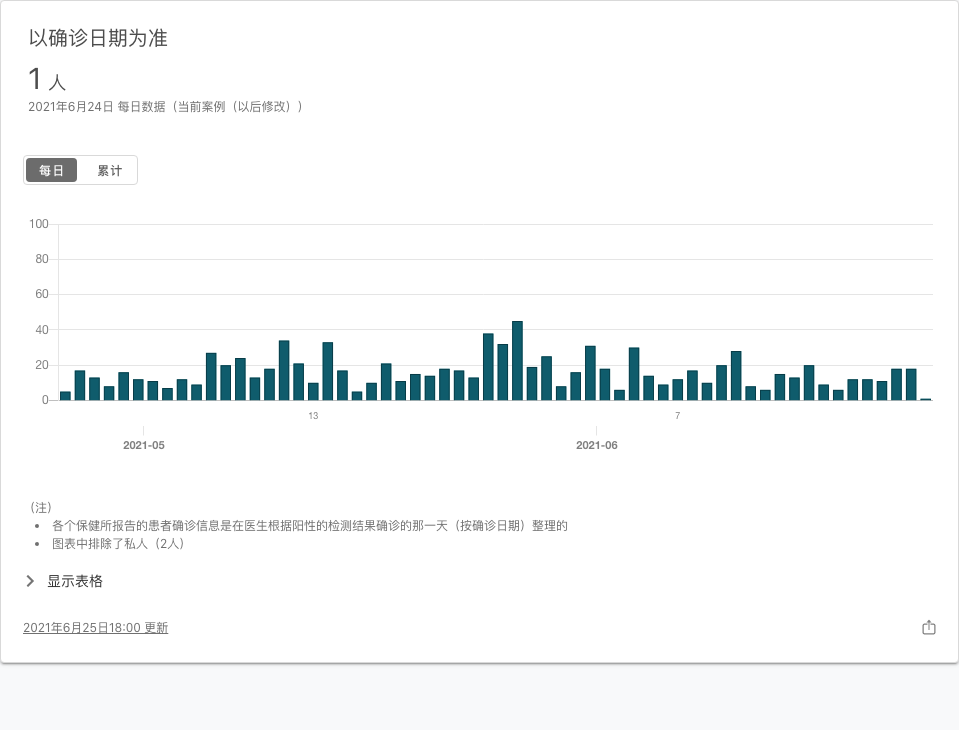 以确诊日期为准
1 人
2021年6月24日 每日数据（当前案例（以后修改））
每日 累计
100
80
60
40
20
0
13 7
2021-05 2021-06
（注）
• 各个保健所报告的患者确诊信息是在医生根据阳性的检测结果确诊的那一天（按确诊日期）整理的
• 图表中排除了私人（2人）
显示表格
2021年6月25日18:00 更新